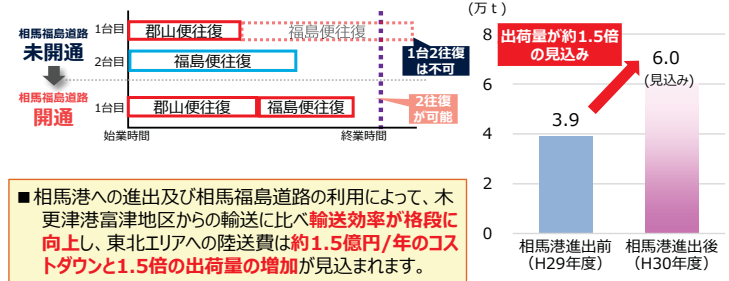 相馬福島道路
未開通
1台目
郡山便往復
福島便往復
1台2往復
は不可
2台目
福島便往復
相馬福島道路
開通
1台目
郡山便往復
福島便往復
2往復
が可能
始業時間
終業時間
■相馬港への進出及び相馬福島道路の利用によって、木
更津港富津地区からの輸送に比べ輸送効率が格段に
向上し、東北エリアへの陸送費は約1.5億円/年のコス
トダウンと1.5倍の出荷量の増加が見込まれます。
(万t)
出荷量が約1.5倍
の見込み
8
6
4
2
0
3.9
6.0
(見込み)
相馬港進出前
(H29年度)
相馬港進出後
(H30年度)